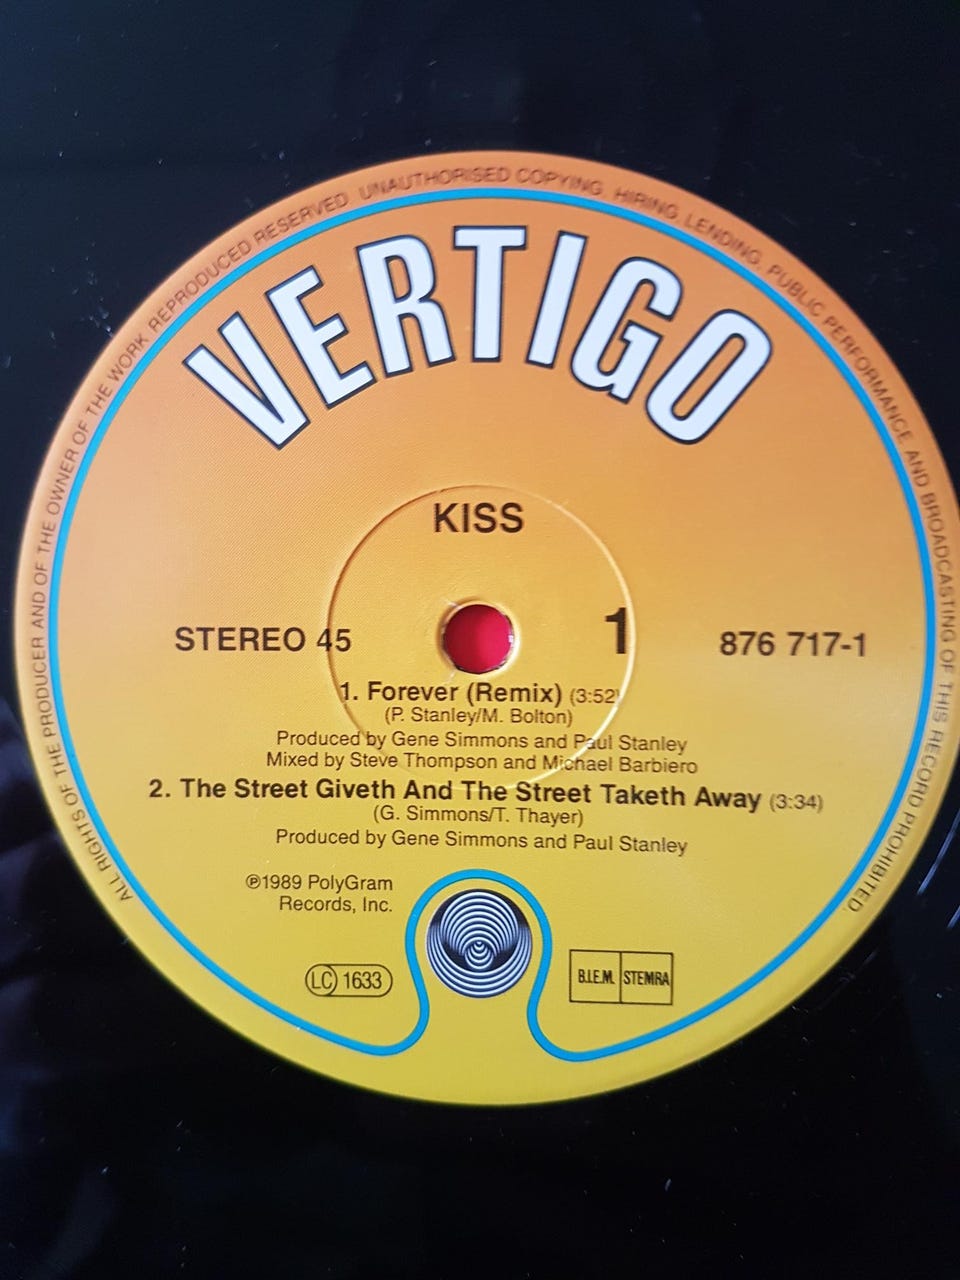 ALL RIGHTS OF THE PRODUCER AND OF THE OWNER OF THE WORK REPRODUCED RESERVED. UNAUTHORISED COPYING, HIRING, LENDING, PUBLIC PERFORMANCE AND BROADCASTING OF THIS RECORD PROHIBITED.
VERTIGO
KISS
STEREO 45
1
876 717-1
1. Forever (Remix) (3:52)
(P. Stanley/M. Bolton)
Produced by Gene Simmons and Paul Stanley
Mixed by Steve Thompson and Michael Barbiero
2. The Street Giveth And The Street Taketh Away (3:34)
(G. Simmons/T. Thayer)
Produced by Gene Simmons and Paul Stanley
℗1989 PolyGram
Records, Inc.
LC 1633
B.I.E.M. STEMRA